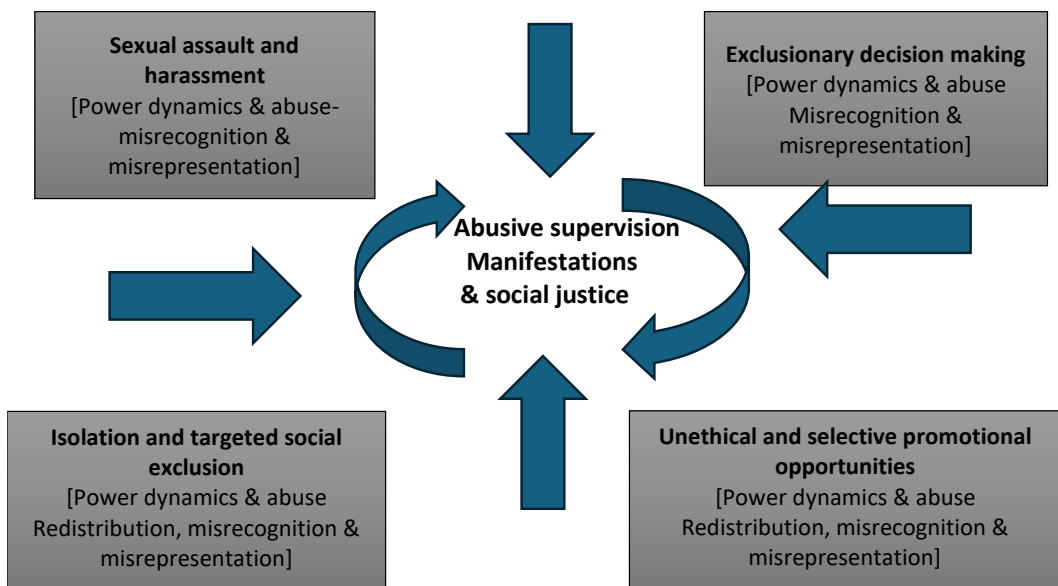 Sexual assault and
harassment
[Power dynamics & abuse-
misrecognition &
misrepresentation]
Exclusionary decision making
[Power dynamics & abuse
Misrecognition &
misrepresentation]
Abusive supervision
Manifestations
& social justice
Isolation and targeted social
exclusion
[Power dynamics & abuse
Redistribution, misrecognition &
misrepresentation]
Unethical and selective promotional
opportunities
[Power dynamics & abuse
Redistribution, misrecognition &
misrepresentation]